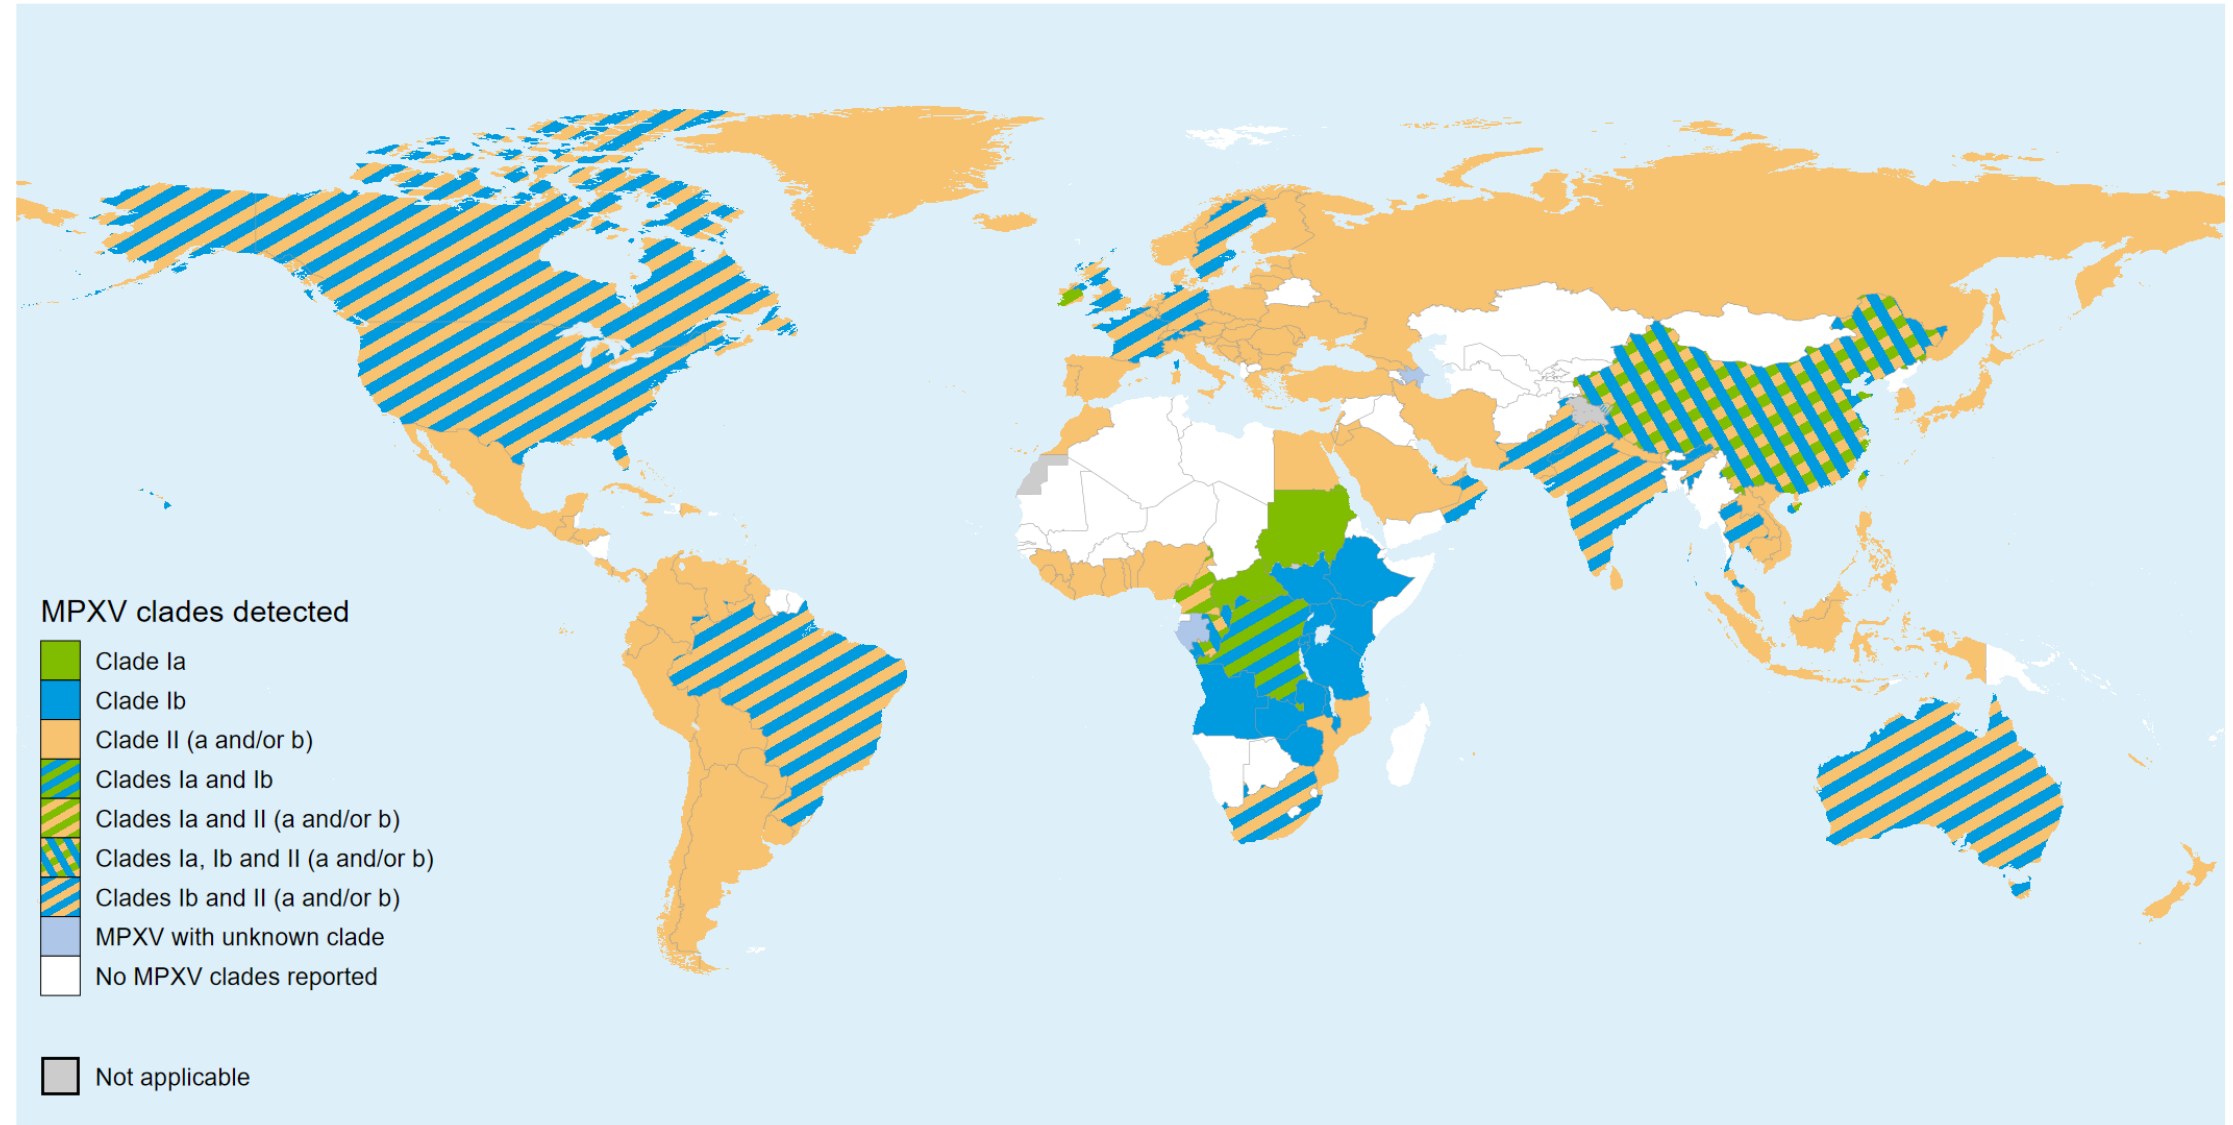 MPXV clades detected
Clade Ia
Clade Ib
Clade II (a and/or b)
Clades Ia and Ib
Clades Ia and II (a and/or b)
Clades Ia, Ib and II (a and/or b)
Clades Ib and II (a and/or b)
MPXV with unknown clade
No MPXV clades reported
Not applicable